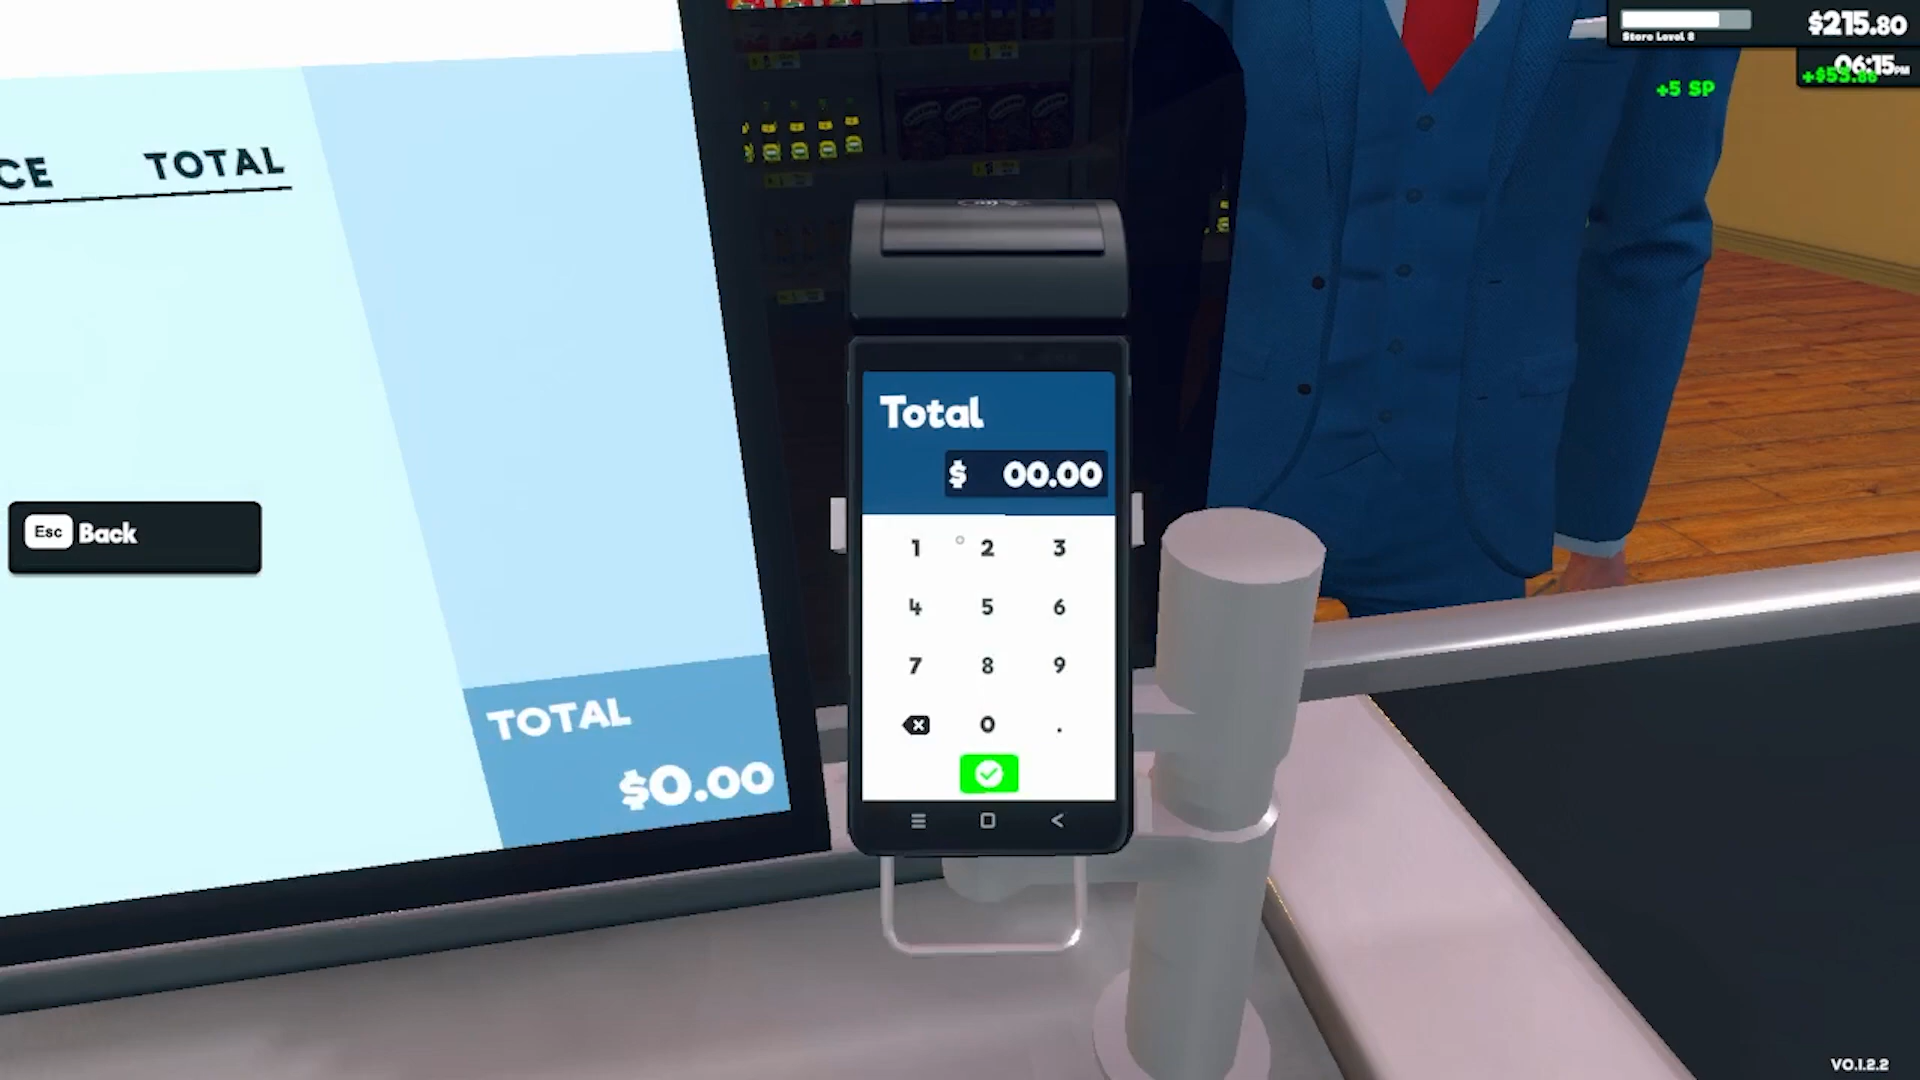 $215.80
Store Level 8
06:15PM
+5 SP
CE TOTAL
Total
$ 00.00
1 2 3
4 5 6
7 8 9
0 .
Esc Back
TOTAL
$0.00
V0.1.2.2